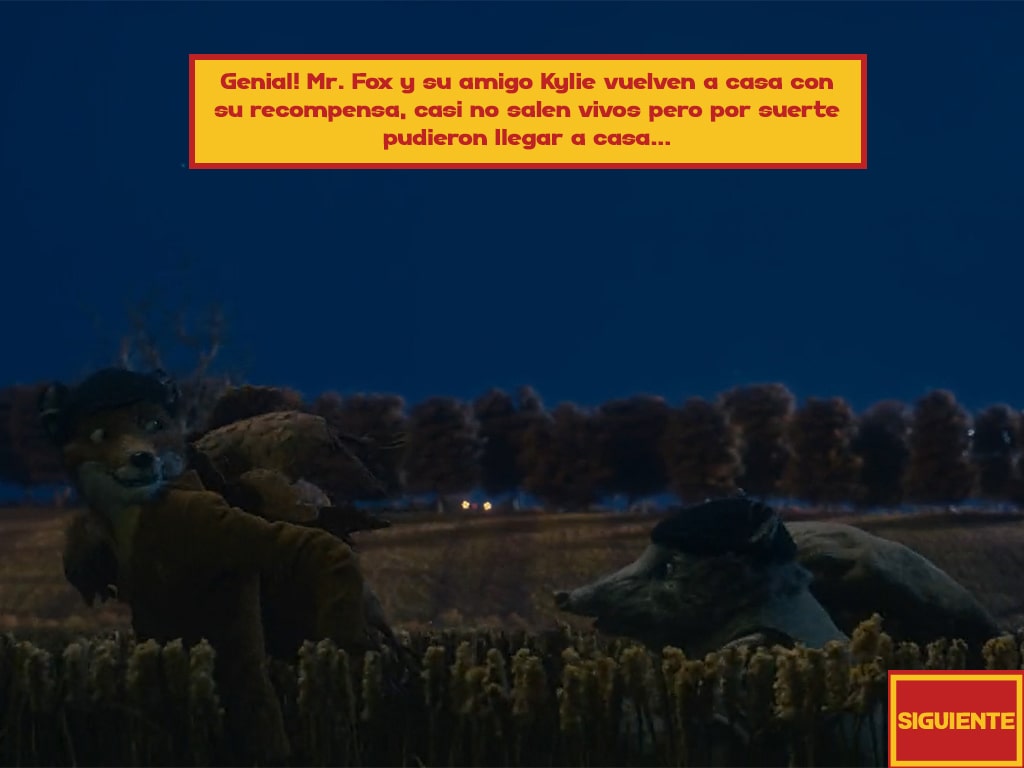 Genial! Mr. Fox y su amigo Kylie vuelven a casa con
su recompensa, casi no salen vivos pero por suerte
pudieron llegar a casa...
SIGUIENTE